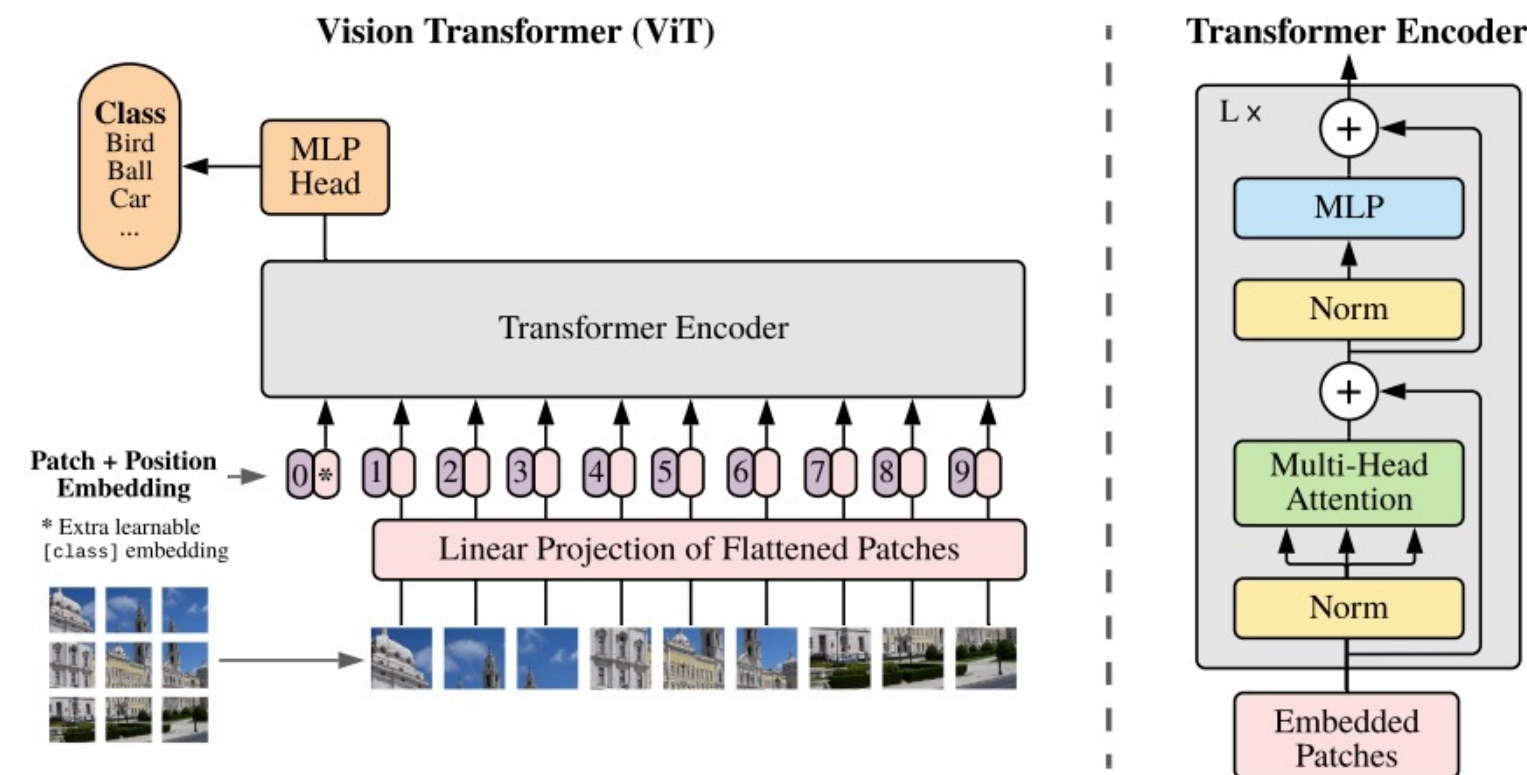 Vision Transformer (ViT)
Class
Bird
Ball
Car
...
MLP
Head
Transformer Encoder
Patch + Position
Embedding
0 * 1 2 3 4 5 6 7 8 9
* Extra learnable
[class] embedding
Linear Projection of Flattened Patches
Transformer Encoder
L ×
+
MLP
Norm
+
Multi-Head
Attention
Norm
Embedded
Patches